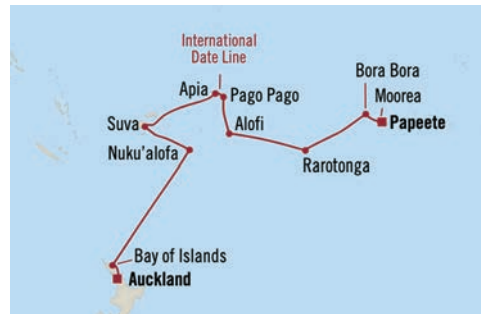 International
Date Line
Bora Bora
Apia
Pago Pago
Moorea
Suva
Alofi
Papeete
Nuku'alofa
Rarotonga
Bay of Islands
Auckland